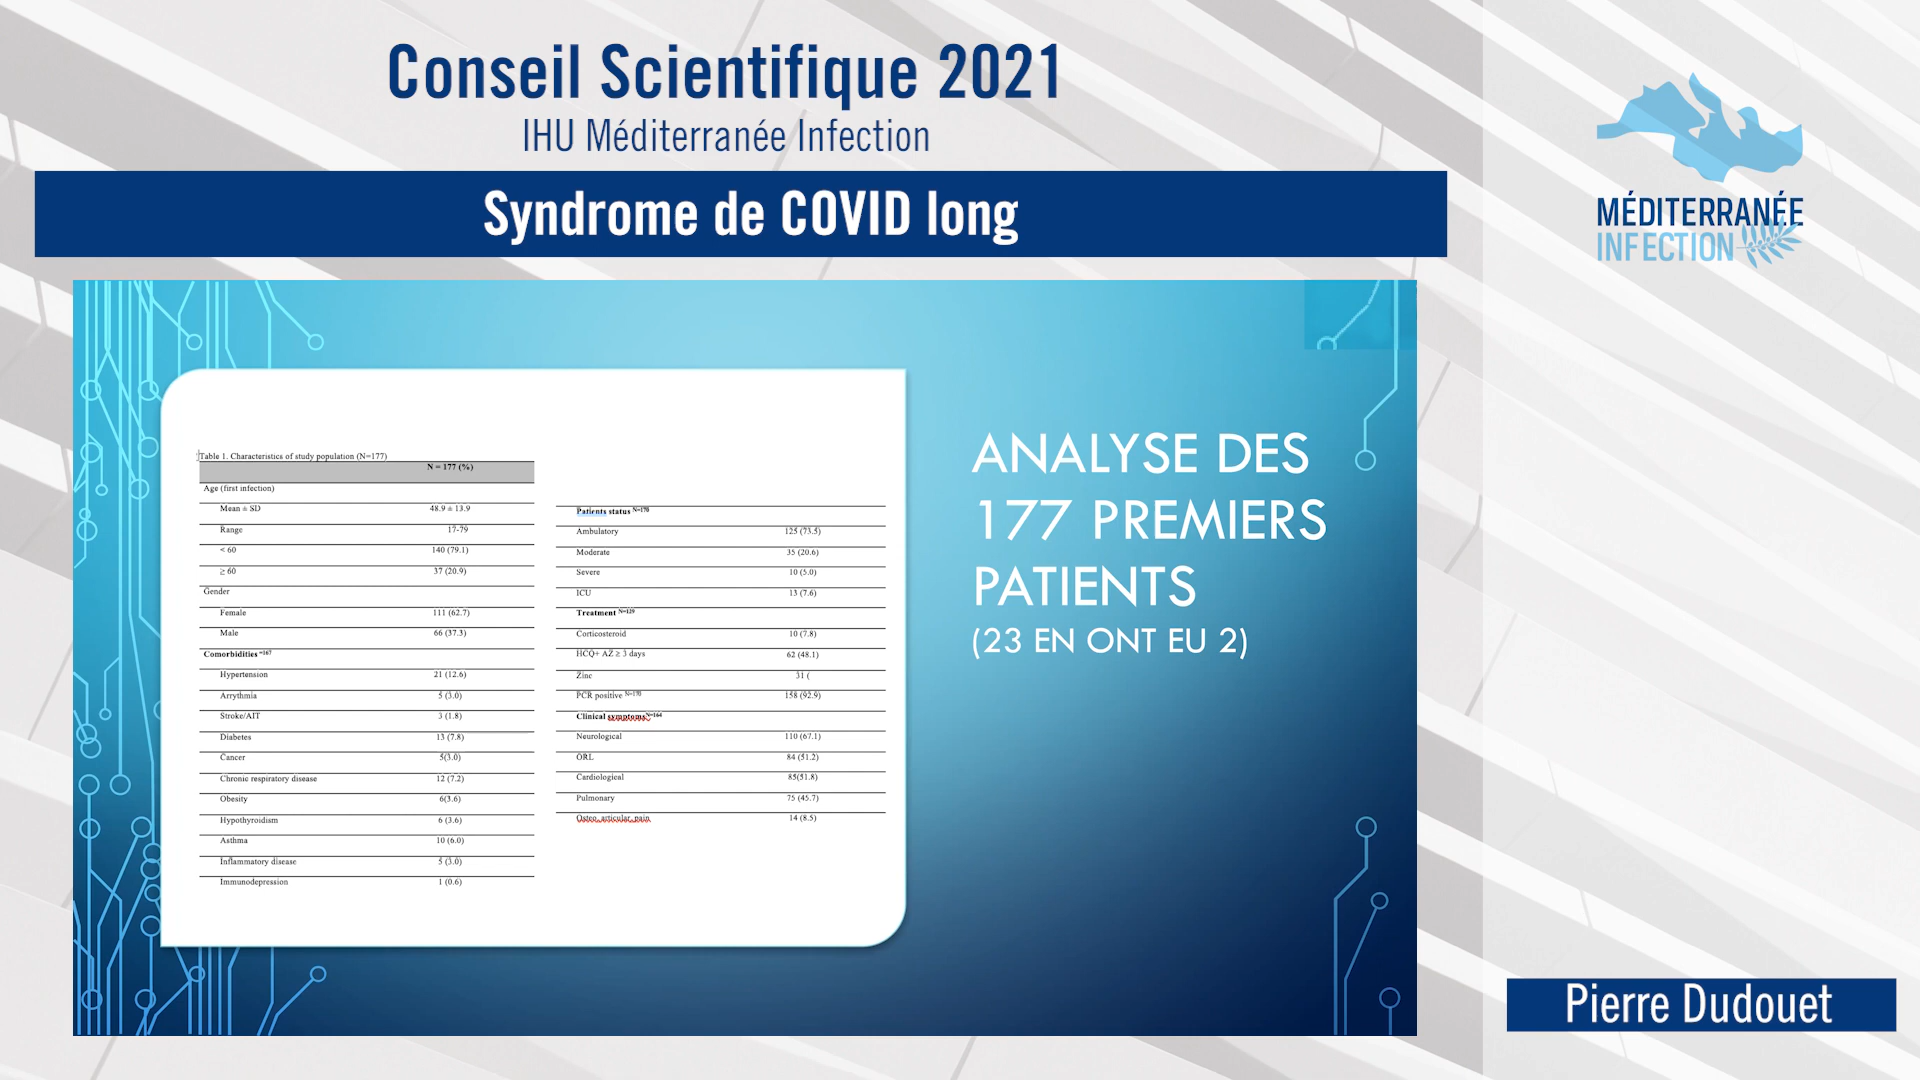 Conseil Scientifique 2021
IHU Méditerranée Infection
Syndrome de COVID long
MÉDITERRANÉE
INFECTION
Table 1. Characteristics of study population (N=177)
N = 177 (%)
Age (first infection)
Mean ± SD 48.9 ± 13.9
Range 17-79
< 60 140 (79.1)
≥ 60 37 (20.9)
Gender
Female 111 (62.7)
Male 66 (37.3)
Comorbidities =167
Hypertension 21 (12.6)
Arrythmia 5 (3.0)
Stroke/AIT 3 (1.8)
Diabetes 13 (7.8)
Cancer 5(3.0)
Chronic respiratory disease 12 (7.2)
Obesity 6(3.6)
Hypothyroidism 6 (3.6)
Asthma 10 (6.0)
Inflammatory disease 5 (3.0)
Immunodepression 1 (0.6)
Patients status N=170
Ambulatory 125 (73.5)
Moderate 35 (20.6)
Severe 10 (5.0)
ICU 13 (7.6)
Treatment N=129
Corticosteroid 10 (7.8)
HCQ+ AZ ≥ 3 days 62 (48.1)
Zinc 31 (
PCR positive N=170 158 (92.9)
Clinical symptoms N=164
Neurological 110 (67.1)
ORL 84 (51.2)
Cardiological 85(51.8)
Pulmonary 75 (45.7)
Osteo, articular, pain 14 (8.5)
ANALYSE DES
177 PREMIERS
PATIENTS
(23 EN ONT EU 2)
Pierre Dudouet